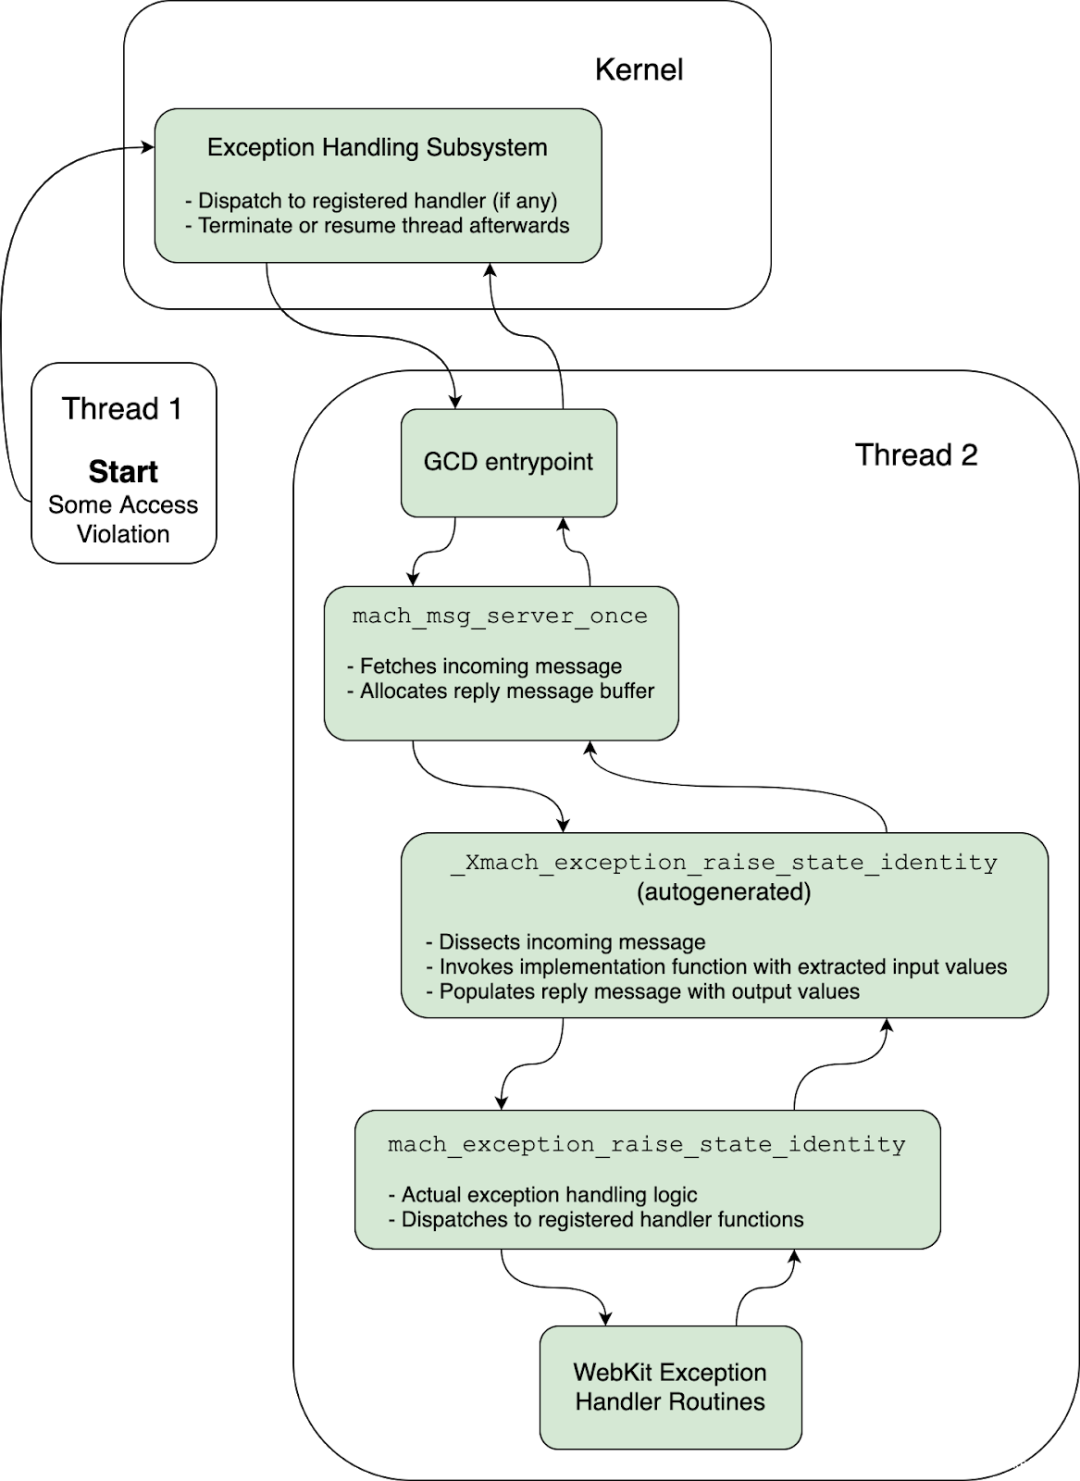 Kernel
Exception Handling Subsystem
- Dispatch to registered handler (if any)
- Terminate or resume thread afterwards
Thread 1
Start
Some Access
Violation
Thread 2
GCD entrypoint
mach_msg_server_once
- Fetches incoming message
- Allocates reply message buffer
_Xmach_exception_raise_state_identity
(autogenerated)
- Dissects incoming message
- Invokes implementation function with extracted input values
- Populates reply message with output values
mach_exception_raise_state_identity
- Actual exception handling logic
- Dispatches to registered handler functions
WebKit Exception
Handler Routines